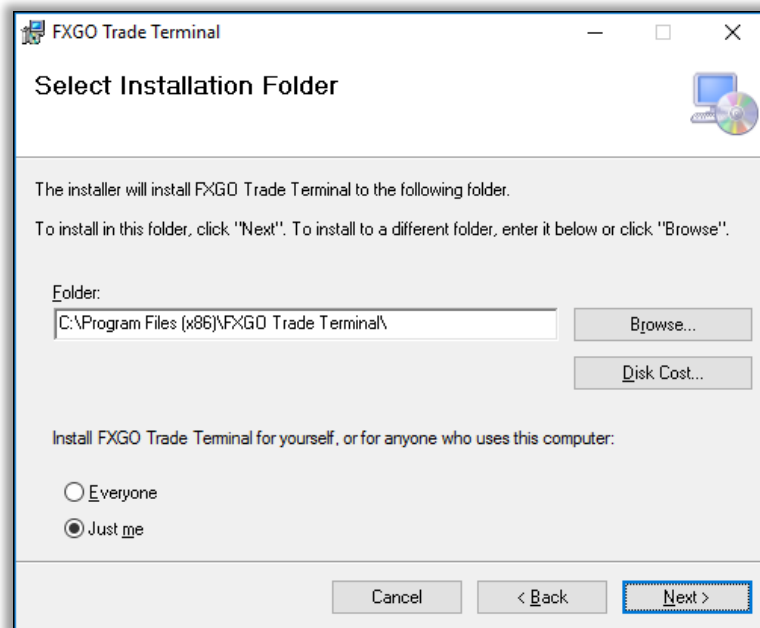 FXGO Trade Terminal
Select Installation Folder
The installer will install FXGO Trade Terminal to the following folder.
To install in this folder, click "Next". To install to a different folder, enter it below or click "Browse".
Folder:
C:\Program Files (x86)\FXGO Trade Terminal\
Browse...
Disk Cost...
Install FXGO Trade Terminal for yourself, or for anyone who uses this computer:
Everyone
Just me
Cancel
< Back
Next >